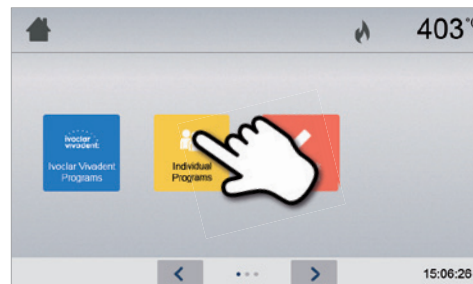 403°
ivoclar
vivadent:
Ivoclar Vivadent
Programs
Individual
Programs
15:06:26